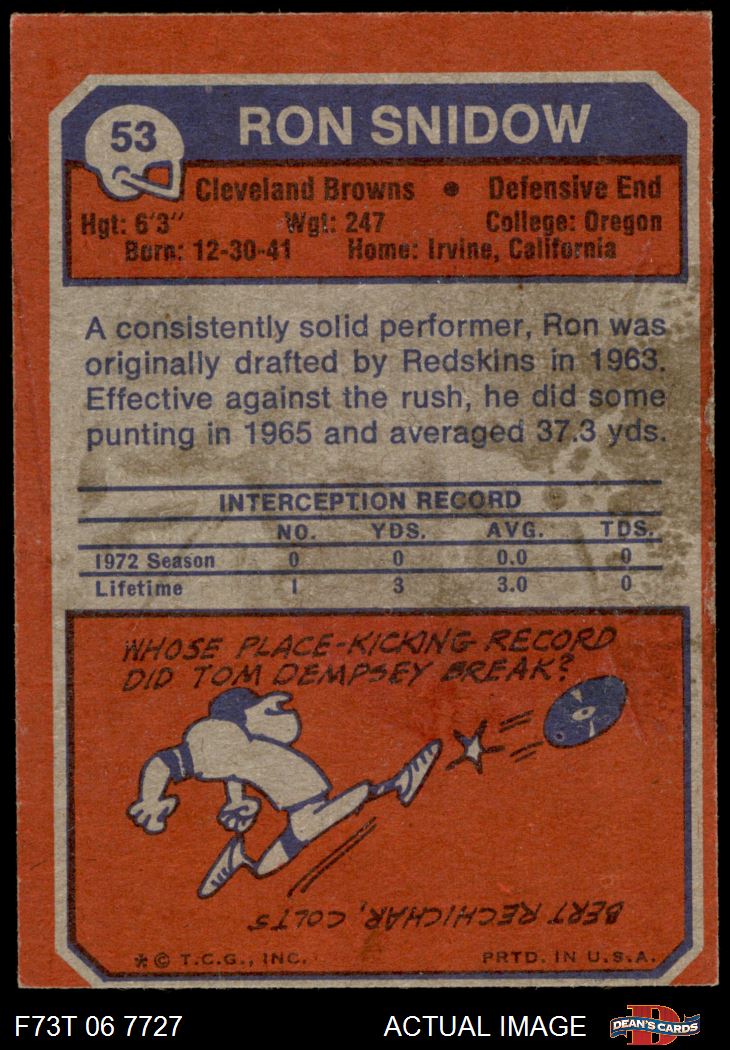 53
RON SNIDOW
Cleveland Browns • Defensive End
Hgt: 6'3" Wgt: 247 College: Oregon
Born: 12-30-41 Home: Irvine, California
A consistently solid performer, Ron was
originally drafted by Redskins in 1963.
Effective against the rush, he did some
punting in 1965 and averaged 37.3 yds.
INTERCEPTION RECORD
NO. YDS. AVG. TDS.
1972 Season 0 0 0.0 0
Lifetime 1 3 3.0 0
WHOSE PLACE-KICKING RECORD
DID TOM DEMPSEY BREAK?
BERT RECHICHAR, COLTS
* © T.C.G., INC. PRTD. IN U.S.A.
F73T 06 7727 ACTUAL IMAGE DEAN'S CARDS